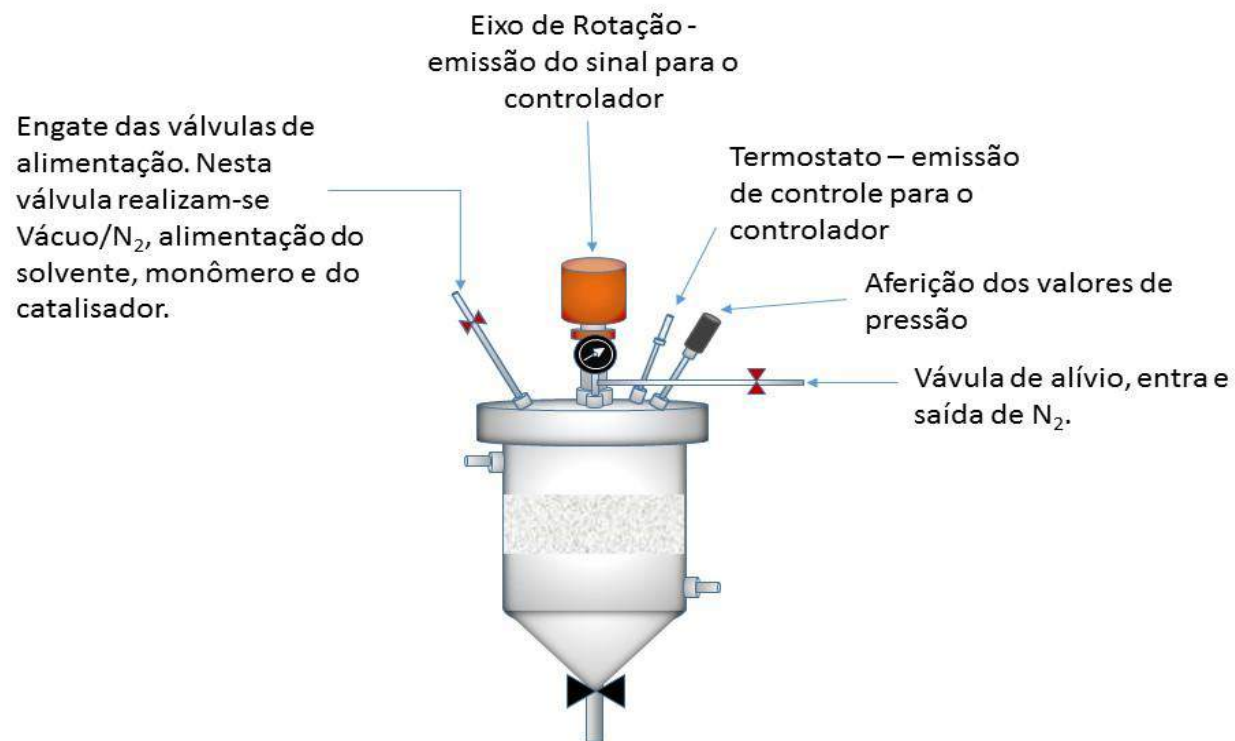 Eixo de Rotação -
emissão do sinal para o
controlador
Engate das válvulas de
alimentação. Nesta
válvula realizam-se
Vácuo/N₂, alimentação do
solvente, monômero e do
catalisador.
Termostato – emissão
de controle para o
controlador
Aferição dos valores de
pressão
Vávula de alívio, entra e
saída de N₂.